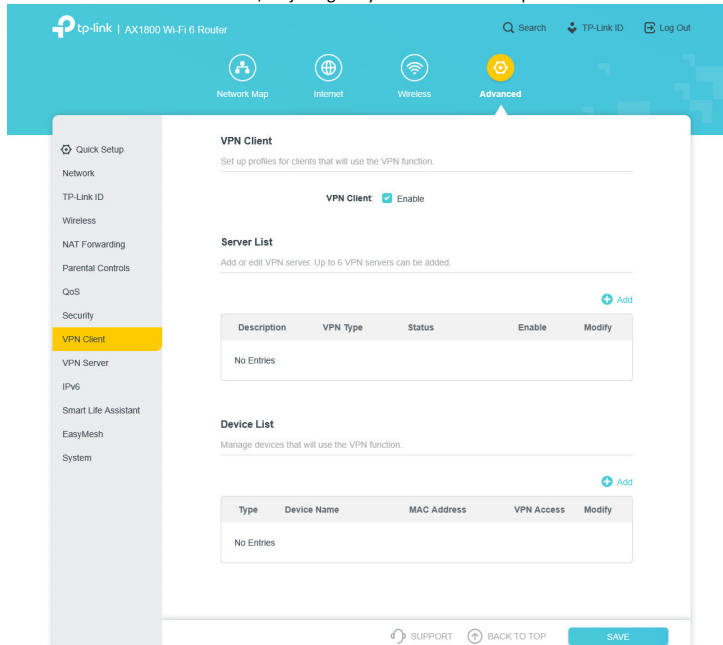 tp-link | AX1800 Wi-Fi 6 Router
Search TP-Link ID Log Out
Network Map Internet Wireless Advanced
Quick Setup
Network
TP-Link ID
Wireless
NAT Forwarding
Parental Controls
QoS
Security
VPN Client
VPN Server
IPv6
Smart Life Assistant
EasyMesh
System
VPN Client
Set up profiles for clients that will use the VPN function.
VPN Client: Enable
Server List
Add or edit VPN server. Up to 6 VPN servers can be added.
Add
Description VPN Type Status Enable Modify
No Entries
Device List
Manage devices that will use the VPN function.
Add
Type Device Name MAC Address VPN Access Modify
No Entries
SUPPORT BACK TO TOP SAVE